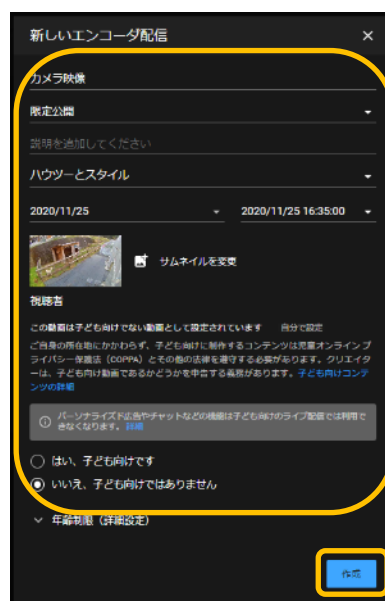 新しいエンコーダ配信
カメラ映像
限定公開
説明を追加してください
ハウツーとスタイル
2020/11/25 2020/11/25 16:35:00
サムネイルを変更
視聴者
この動画は子ども向けでない動画として設定されています 自分で設定
ご自身の所在地にかかわらず、子ども向けに制作するコンテンツは児童オンラインプ
ライバシー保護法（COPPA）とその他の法律を遵守する必要があります。クリエイタ
ーは、子ども向け動画であるかどうかを申告する義務があります。子ども向けコンテ
ンツの詳細
パーソナライズド広告やチャットなどの機能は子ども向けのライブ配信では利用で
きなくなります。詳細
はい、子ども向けです
いいえ、子ども向けではありません
年齢制限（詳細設定）
作成